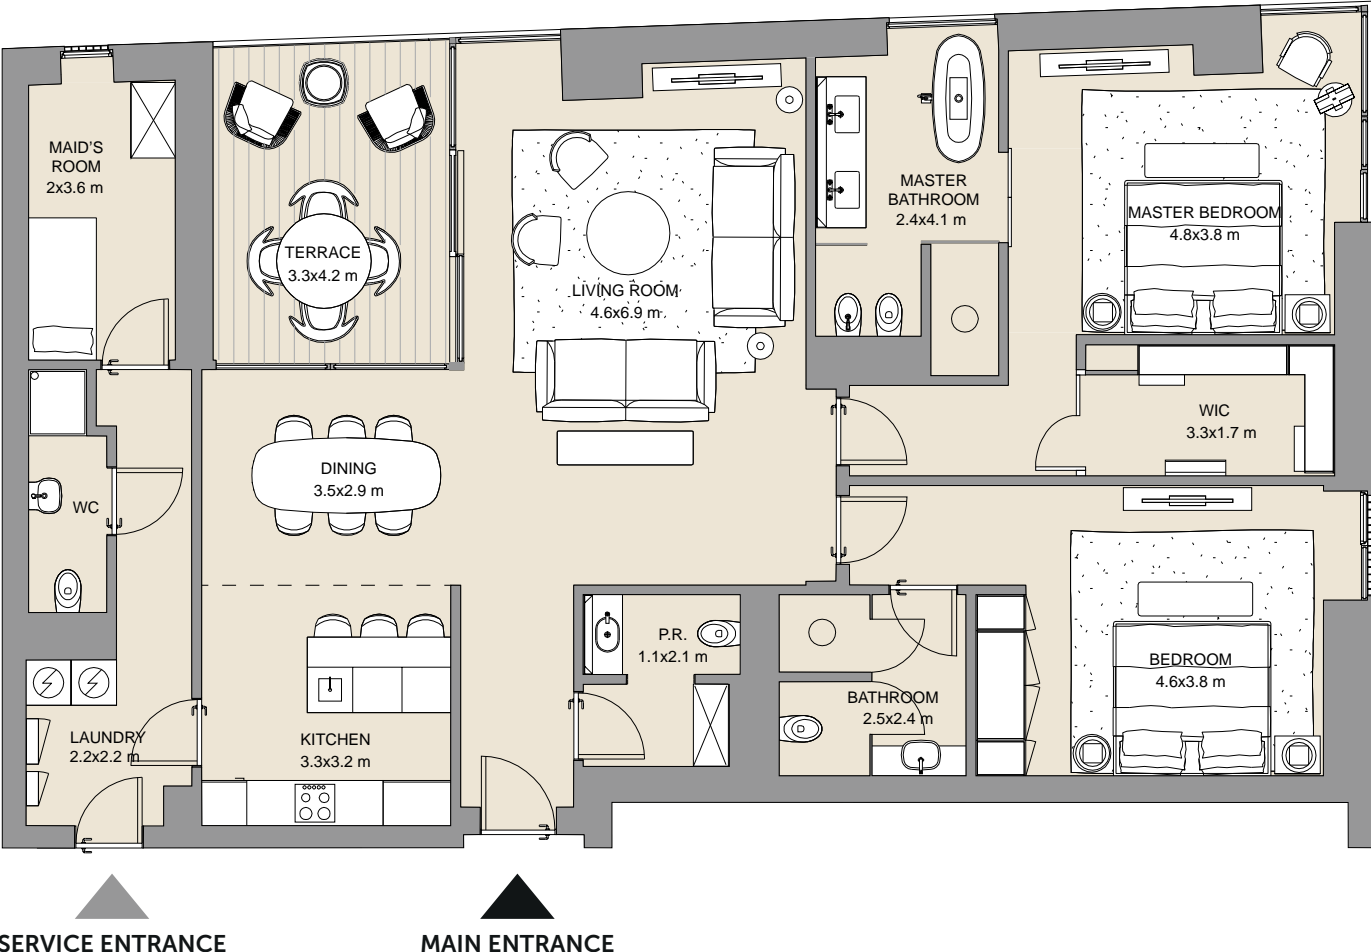 MAID'S
ROOM
2x3.6 m
TERRACE
3.3x4.2 m
LIVING ROOM
4.6x6.9 m
MASTER
BATHROOM
2.4x4.1 m
MASTER BEDROOM
4.8x3.8 m
WIC
3.3x1.7 m
DINING
3.5x2.9 m
WC
P.R.
1.1x2.1 m
BEDROOM
4.6x3.8 m
BATHROOM
2.5x2.4 m
LAUNDRY
2.2x2.2 m
KITCHEN
3.3x3.2 m
SERVICE ENTRANCE
MAIN ENTRANCE